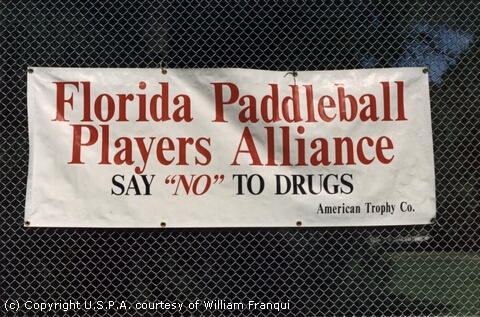 Florida Paddleball
Players Alliance
SAY "NO" TO DRUGS
American Trophy Co.
(c) Copyright U.S.P.A. courtesy of William Franqui